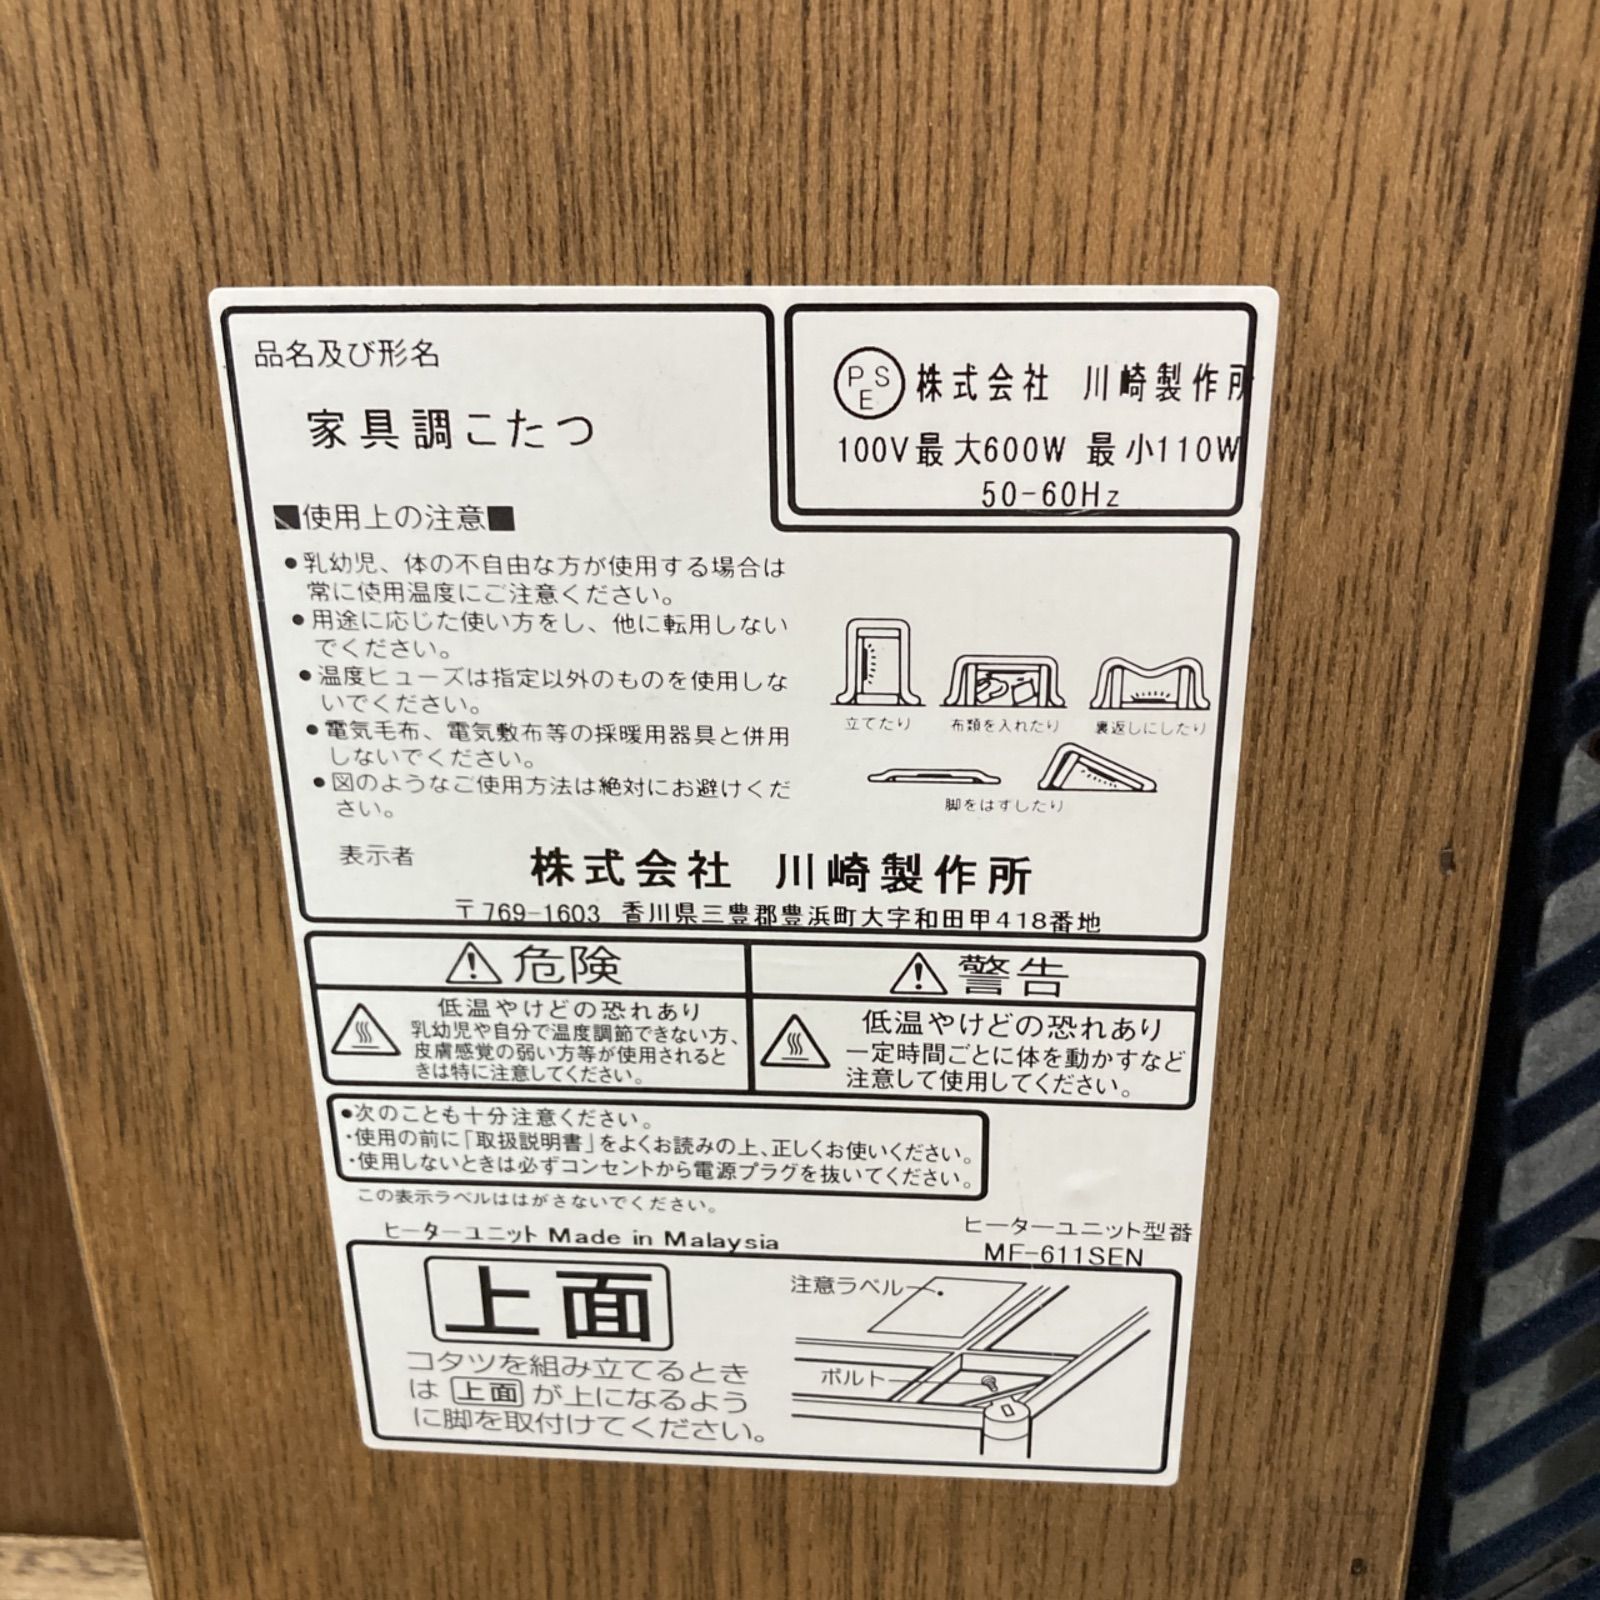 品名及び形名
家具調こたつ
PSE 株式会社 川崎製作所
100V最大600W 最小110W
50-60Hz
■使用上の注意■
●乳幼児、体の不自由な方が使用する場合は
常に使用温度にご注意ください。
●用途に応じた使い方をし、他に転用しない
でください。
●温度ヒューズは指定以外のものを使用しな
いでください。
●電気毛布、電気敷布等の採暖用器具と併用
しないでください。
●図のようなご使用方法は絶対にお避けくだ
さい。
立てたり
布類を入れたり
裏返しにしたり
脚をはずしたり
表示者
株式会社 川崎製作所
〒769-1603 香川県三豊郡豊浜町大字和田甲418番地
危険
低温やけどの恐れあり
乳幼児や自分で温度調節できない方、
皮膚感覚の弱い方等が使用されると
きは特に注意してください。
警告
低温やけどの恐れあり
一定時間ごとに体を動かすなど
注意して使用してください。
●次のことも十分注意ください。
・使用の前に「取扱説明書」をよくお読みの上、正しくお使いください。
・使用しないときは必ずコンセントから電源プラグを抜いてください。
この表示ラベルははがさないでください。
ヒーターユニット Made in Malaysia
ヒーターユニット型番
MF-611SEN
上面
コタツを組み立てるとき
は上面が上になるよう
に脚を取付けてください。
注意ラベル
ボルト